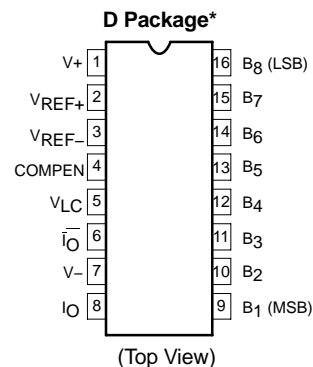 D Package*
V+ 1 16 B8 (LSB)
VREF+ 2 15 B7
VREF– 3 14 B6
COMPEN 4 13 B5
VLC 5 12 B4
I̅O̅ 6 11 B3
V– 7 10 B2
IO 8 9 B1 (MSB)
(Top View)